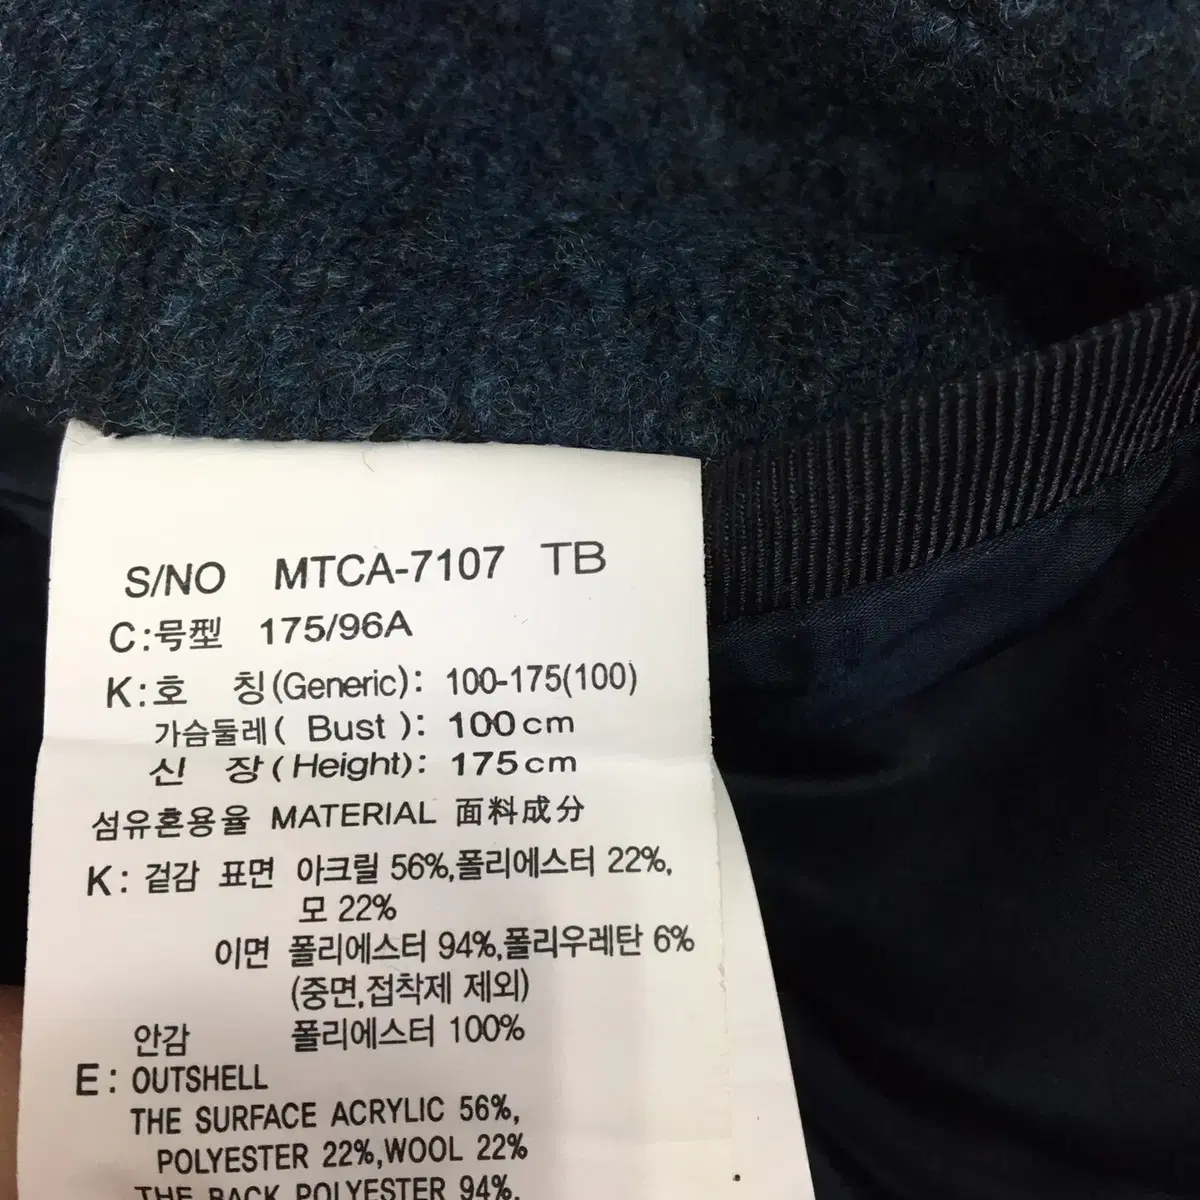 S/NO MTCA-7107 TB
C:号型 175/96A
K:호 칭(Generic): 100-175(100)
가슴둘레( Bust ): 100cm
신 장(Height): 175cm
섬유혼용율 MATERIAL 面料成分
K: 겉감 표면 아크릴 56%,폴리에스터 22%,
모 22%
이면 폴리에스터 94%,폴리우레탄 6%
(중면,접착제 제외)
안감 폴리에스터 100%
E: OUTSHELL
THE SURFACE ACRYLIC 56%,
POLYESTER 22%,WOOL 22%
THE BACK POLYESTER 94%,